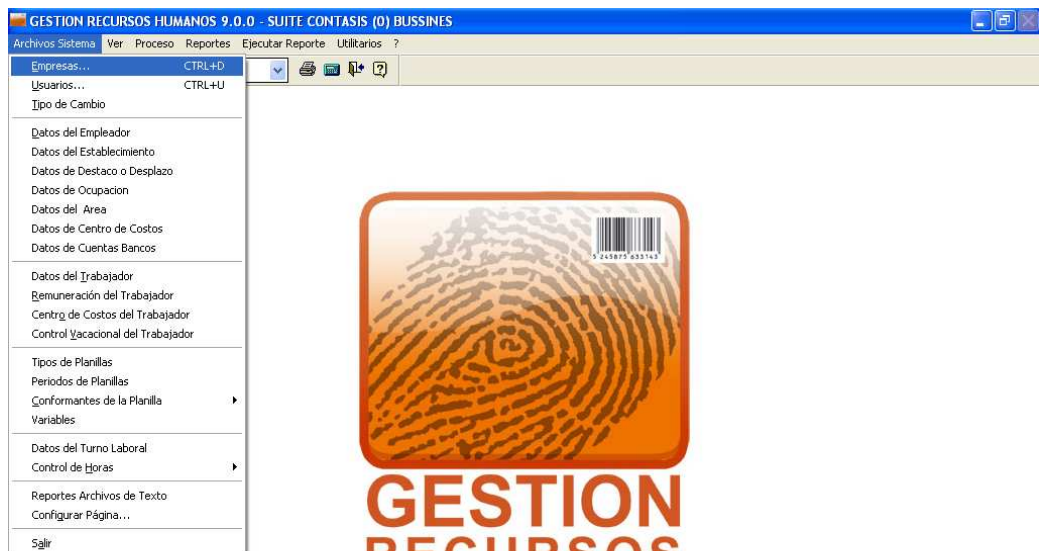 GESTION RECURSOS HUMANOS 9.0.0 - SUITE CONTASIS (0) BUSSINES
Archivos Sistema Ver Proceso Reportes Ejecutar Reporte Utilitarios ?
Empresas... CTRL+D
Usuarios... CTRL+U
Tipo de Cambio
Datos del Empleador
Datos del Establecimiento
Datos de Destaco o Desplazo
Datos de Ocupacion
Datos del Area
Datos de Centro de Costos
Datos de Cuentas Bancos
Datos del Trabajador
Remuneración del Trabajador
Centro de Costos del Trabajador
Control Vacacional del Trabajador
Tipos de Planillas
Periodos de Planillas
Conformantes de la Planilla
Variables
Datos del Turno Laboral
Control de Horas
Reportes Archivos de Texto
Configurar Página...
Salir
5 245875 633143
GESTION
RECURSOS